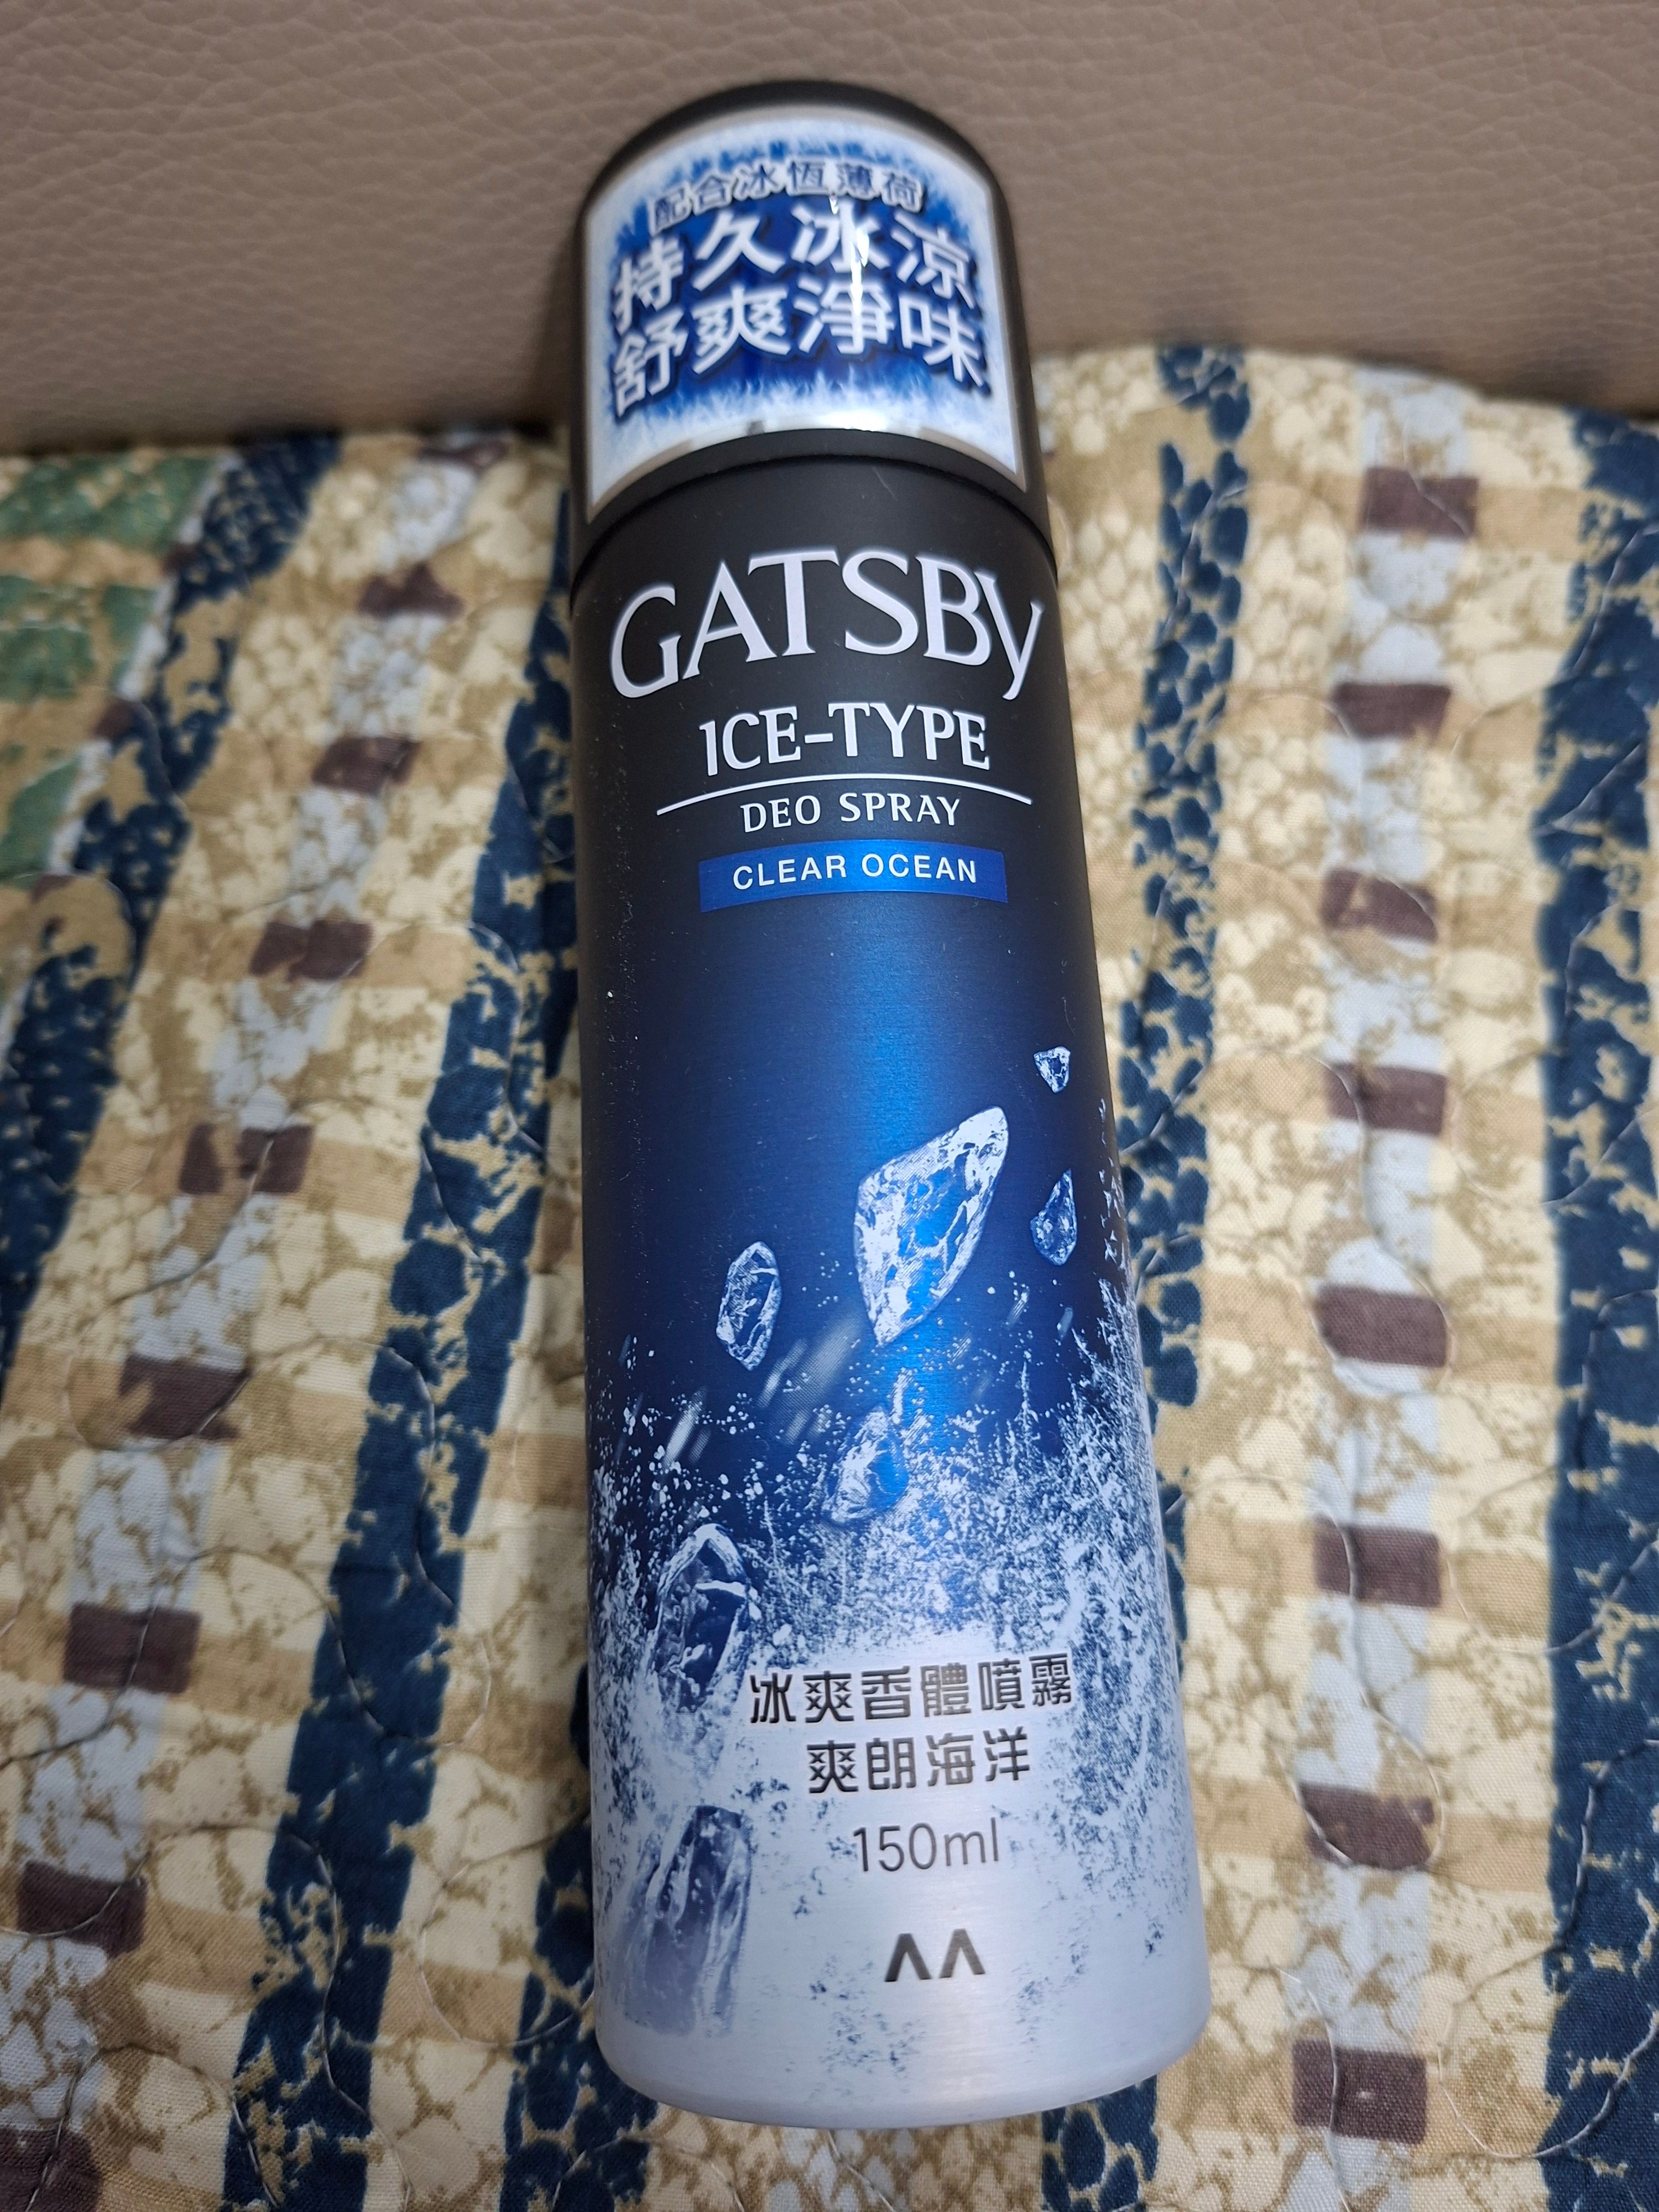 配合冰恆薄荷
持久冰涼
舒爽淨味
GATSBY
ICE-TYPE
DEO SPRAY
CLEAR OCEAN
冰爽香體噴霧
爽朗海洋
150ml